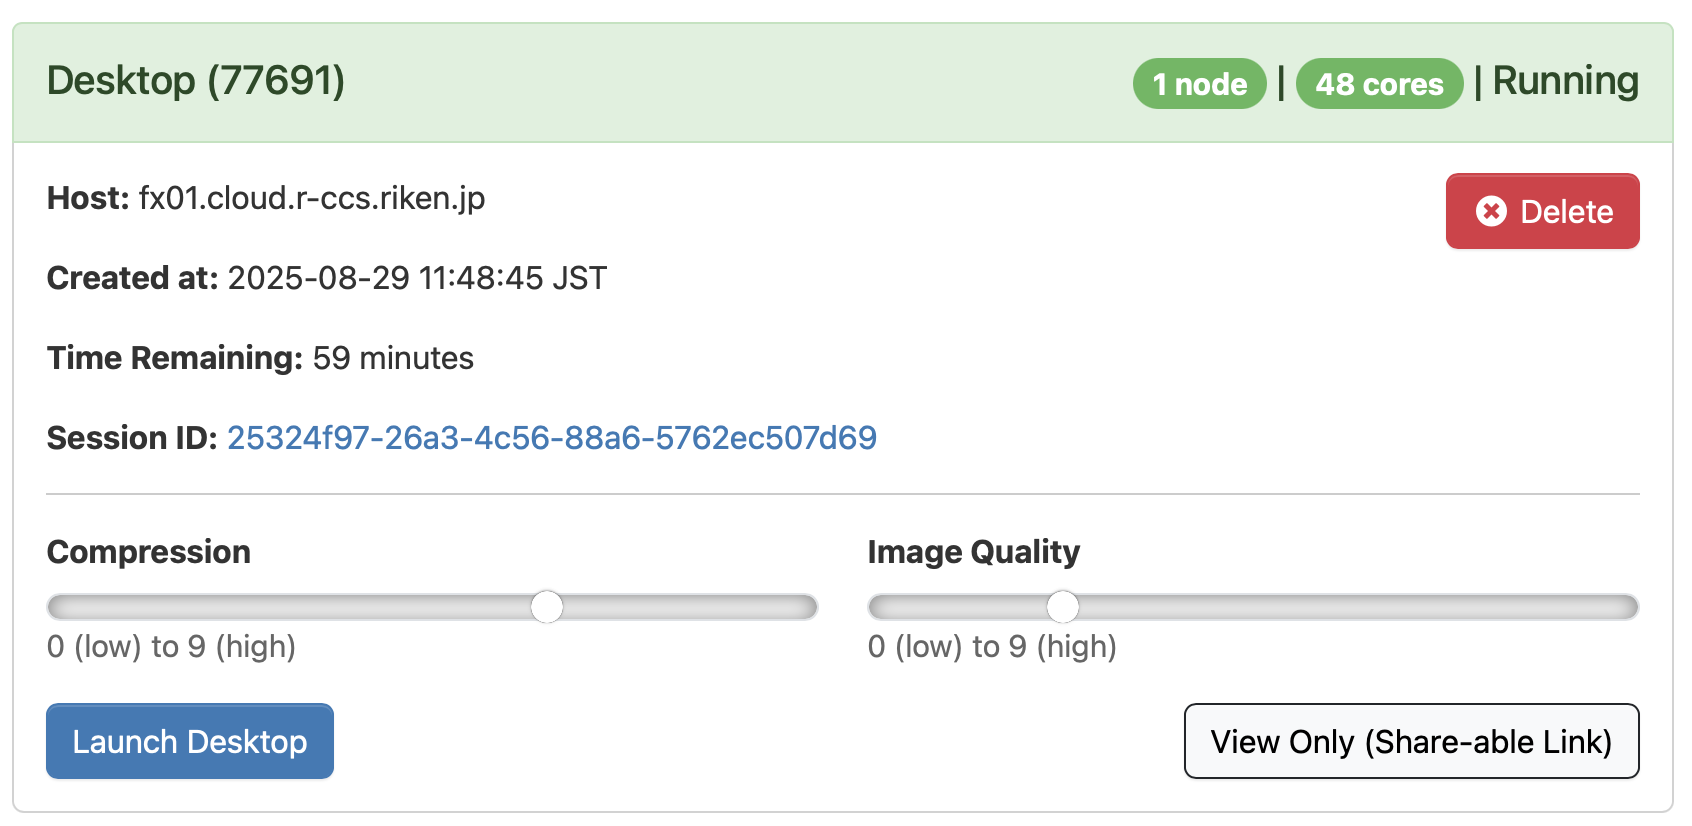 Desktop (77691)
1 node | 48 cores | Running
Host: fx01.cloud.r-ccs.riken.jp
Delete
Created at: 2025-08-29 11:48:45 JST
Time Remaining: 59 minutes
Session ID: 25324f97-26a3-4c56-88a6-5762ec507d69
Compression
0 (low) to 9 (high)
Image Quality
0 (low) to 9 (high)
Launch Desktop
View Only (Share-able Link)